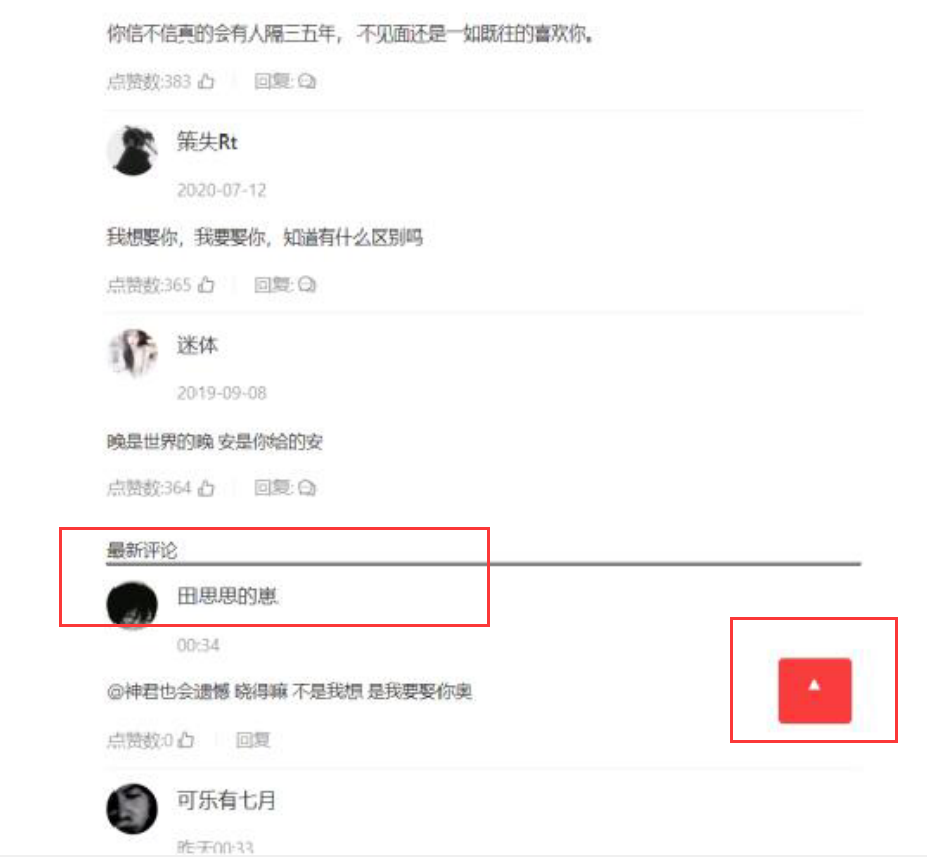 你信不信真的会有人隔三五年， 不见面还是一如既往的喜欢你。
点赞数:383 回复:
策失Rt
2020-07-12
我想娶你，我要娶你，知道有什么区别吗
点赞数:365 回复:
迷体
2019-09-08
晚是世界的晚 安是你给的安
点赞数:364 回复:
最新评论
田思思的崽
00:34
@神君也会遗憾 晓得嘛 不是我想 是我要娶你奥
点赞数:0 回复
可乐有七月
昨天00:33